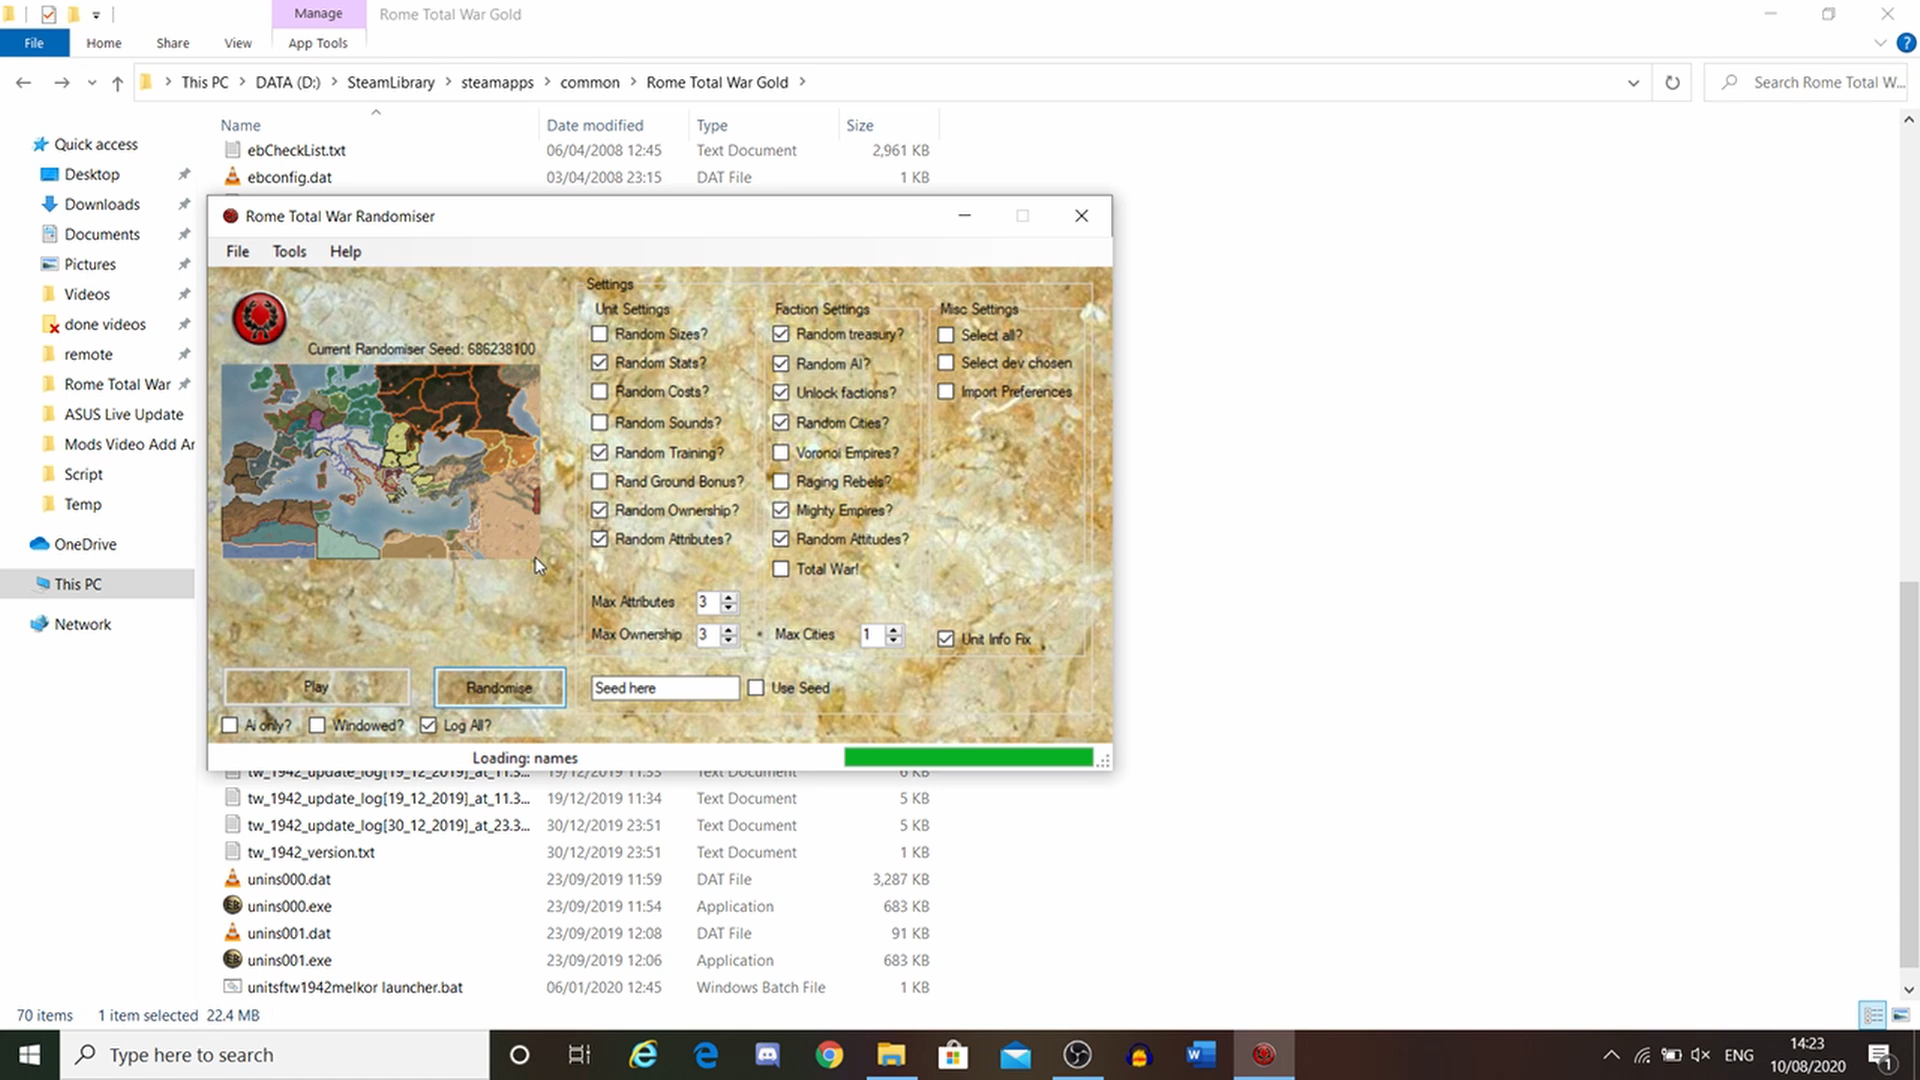 Manage
Rome Total War Gold
File
Home
Share
View
App Tools
This PC
DATA (D:)
SteamLibrary
steamapps
common
Rome Total War Gold
Search Rome Total W...
Name
Date modified
Type
Size
Quick access
Desktop
Downloads
Documents
Pictures
Videos
done videos
remote
Rome Total War
ASUS Live Update
Mods Video Add Ar
Script
Temp
OneDrive
This PC
Network
ebCheckList.txt 06/04/2008 12:45 Text Document 2,961 KB
ebconfig.dat 03/04/2008 23:15 DAT File 1 KB
Rome Total War Randomiser
File Tools Help
Current Randomiser Seed: 686238100
Settings
Unit Settings
Random Sizes?
Random Stats?
Random Costs?
Random Sounds?
Random Training?
Rand Ground Bonus?
Random Ownership?
Random Attributes?
Faction Settings
Random treasury?
Random AI?
Unlock factions?
Random Cities?
Voronoi Empires?
Raging Rebels?
Mighty Empires?
Random Attitudes?
Total War!
Misc Settings
Select all?
Select dev chosen
Import Preferences
Max Attributes 3
Max Ownership 3
Max Cities 1
Unit Info Fix
Play
Randomise
Seed here
Use Seed
Ai only?
Windowed?
Log All?
Loading: names
tw_1942_update_log[19_12_2019]_at_11.3... 19/12/2019 11:33 Text Document 6 KB
tw_1942_update_log[19_12_2019]_at_11.3... 19/12/2019 11:34 Text Document 5 KB
tw_1942_update_log[30_12_2019]_at_23.3... 30/12/2019 23:51 Text Document 5 KB
tw_1942_version.txt 30/12/2019 23:51 Text Document 1 KB
unins000.dat 23/09/2019 11:59 DAT File 3,287 KB
unins000.exe 23/09/2019 11:54 Application 683 KB
unins001.dat 23/09/2019 12:08 DAT File 91 KB
unins001.exe 23/09/2019 12:06 Application 683 KB
unitsftw1942melkor launcher.bat 06/01/2020 12:45 Windows Batch File 1 KB
70 items 1 item selected 22.4 MB
Type here to search
ENG
14:23
10/08/2020
1